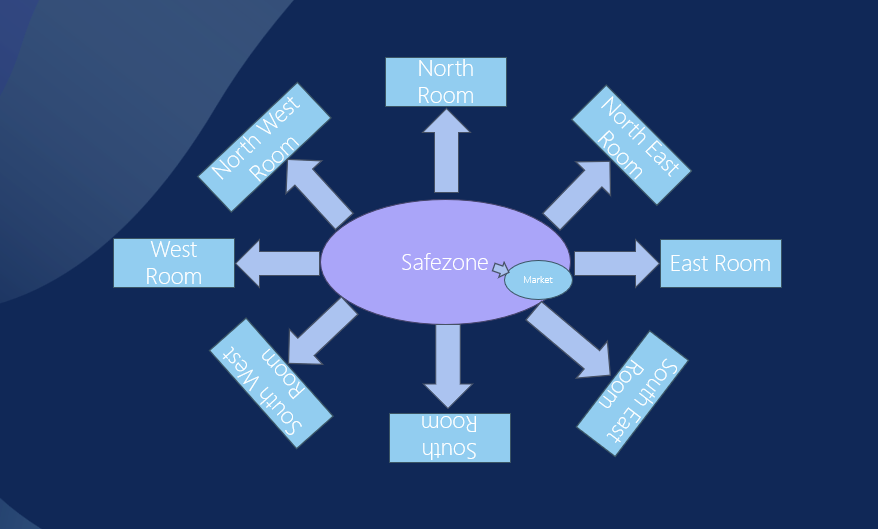 North
Room
North West
Room
North East
Room
West
Room
Safezone
Market
East Room
South West
Room
South
Room
South East
Room